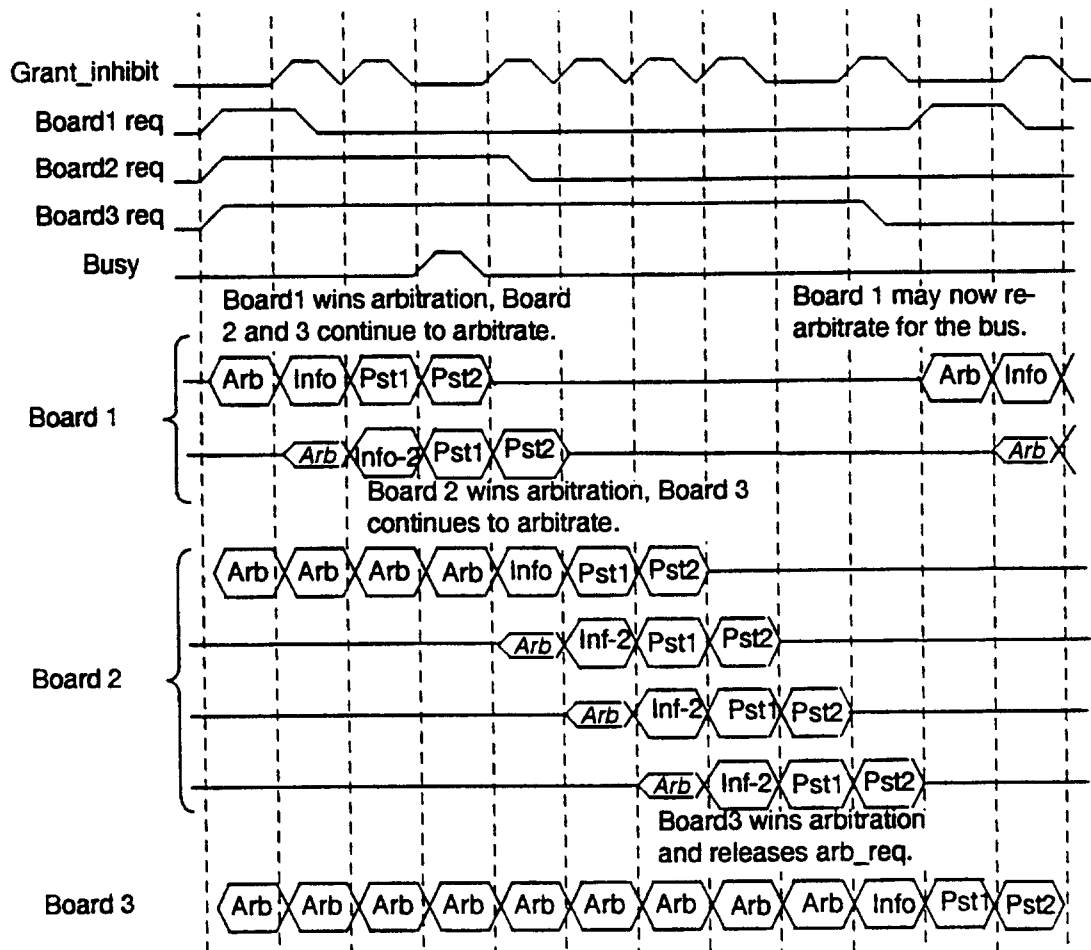 Grant_inhibit
Board1 req
Board2 req
Board3 req
Busy
Board1 wins arbitration, Board
2 and 3 continue to arbitrate.
Board 1 may now re-
arbitrate for the bus.
Board 1
Arb Info Pst1 Pst2 Arb Info
Arb Info-2 Pst1 Pst2 Arb
Board 2 wins arbitration, Board 3
continues to arbitrate.
Board 2
Arb Arb Arb Arb Info Pst1 Pst2
Arb Inf-2 Pst1 Pst2
Arb Inf-2 Pst1 Pst2
Arb Inf-2 Pst1 Pst2
Board3 wins arbitration
and releases arb_req.
Board 3 Arb Arb Arb Arb Arb Arb Arb Arb Arb Info Pst1 Pst2